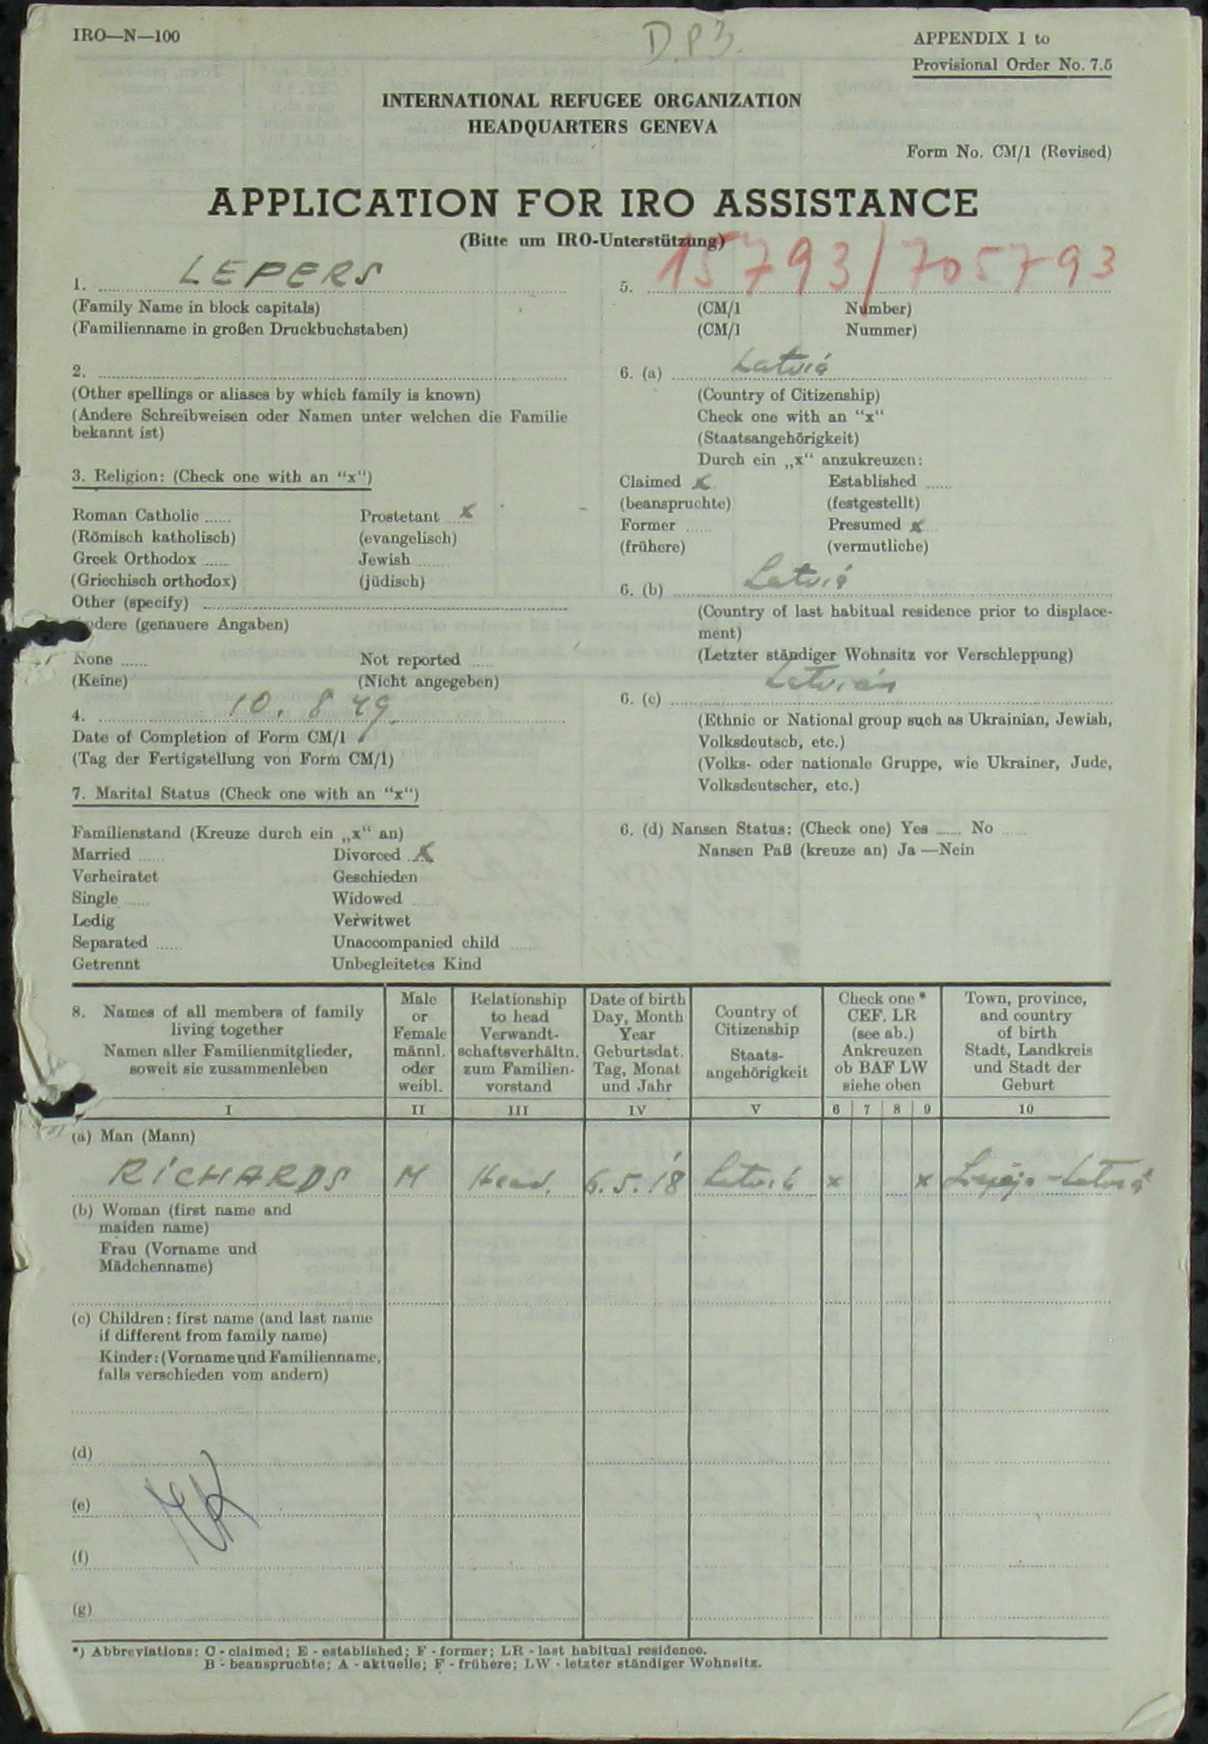 IRO—N—100
D.P3.
APPENDIX 1 to
Provisional Order No. 7.5
INTERNATIONAL REFUGEE ORGANIZATION
HEADQUARTERS GENEVA
Form No. CM/1 (Revised)
APPLICATION FOR IRO ASSISTANCE
(Bitte um IRO-Unterstützung)
1. LEPERS
(Family Name in block capitals)
(Familienname in großen Druckbuchstaben)
5. 15793/705793
(CM/1 Number)
(CM/1 Nummer)
2.
(Other spellings or aliases by which family is known)
(Andere Schreibweisen oder Namen unter welchen die Familie
bekannt ist)
6. (a) Latvia
(Country of Citizenship)
Check one with an “x“
(Staatsangehörigkeit)
Durch ein „x“ anzukreuzen:
Claimed x Established
(beanspruchte) (festgestellt)
Former Presumed x
(frühere) (vermutliche)
3. Religion: (Check one with an “x“)
Roman Catholic Prostetant x
(Römisch katholisch) (evangelisch)
Greek Orthodox Jewish
(Griechisch orthodox) (jüdisch)
Other (specify)
dere (genauere Angaben)
None Not reported
(Keine) (Nicht angegeben)
6. (b) Latvia
(Country of last habitual residence prior to displace-
ment)
(Letzter ständiger Wohnsitz vor Verschleppung)
4. 10. 8 49.
Date of Completion of Form CM/1
(Tag der Fertigstellung von Form CM/1)
6. (c) Latvian
(Ethnic or National group such as Ukrainian, Jewish,
Volksdeutsch, etc.)
(Volks- oder nationale Gruppe, wie Ukrainer, Jude,
Volksdeutscher, etc.)
7. Marital Status (Check one with an “x“)
Familienstand (Kreuze durch ein „x“ an)
Married Divorced x
Verheiratet Geschieden
Single Widowed
Ledig Verwitwet
Separated Unaccompanied child
Getrennt Unbegleitetes Kind
6. (d) Nansen Status: (Check one) Yes No
Nansen Paß (kreuze an) Ja —Nein
8. Names of all members of family
living together
Namen aller Familienmitglieder,
soweit sie zusammenleben
Male
or
Female
männl.
oder
weibl.
Relationship
to head
Verwandt-
schaftsverhältn.
zum Familien-
vorstand
Date of birth
Day, Month
Year
Geburtsdat.
Tag, Monat
und Jahr
Country of
Citizenship
Staats-
angehörigkeit
Check one *
CEF. LR
(see ab.)
Ankreuzen
ob BAF LW
siehe oben
Town, province,
and country
of birth
Stadt, Landkreis
und Stadt der
Geburt
I II III IV V 6 7 8 9 10
(a) Man (Mann)
RICHARDS M Head. 6.5.18 Latvia x x Liepāja-Latvia
(b) Woman (first name and
maiden name)
Frau (Vorname und
Mädchenname)
(c) Children: first name (and last name
if different from family name)
Kinder: (Vorname und Familienname,
falls verschieden vom andern)
(d)
(e)
(f)
(g)
*) Abbreviations: C - claimed; E - established; F - former; LR - last habitual residence.
B - beanspruchte; A - aktuelle; F - frühere; LW - letzter ständiger Wohnsitz.